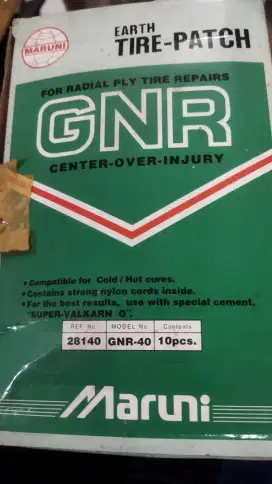 MARUNI
EARTH
TIRE-PATCH
FOR RADIAL PLY TIRE REPAIRS
GNR
CENTER-OVER-INJURY
• Compatible for Cold / Hot cures.
• Contains strong nylon cords inside.
• For the best results, use with special cement,
"SUPER-VALKARN G".
REF. No. MODEL. No. Contents
28140 GNR-40 10pcs.
Maruni